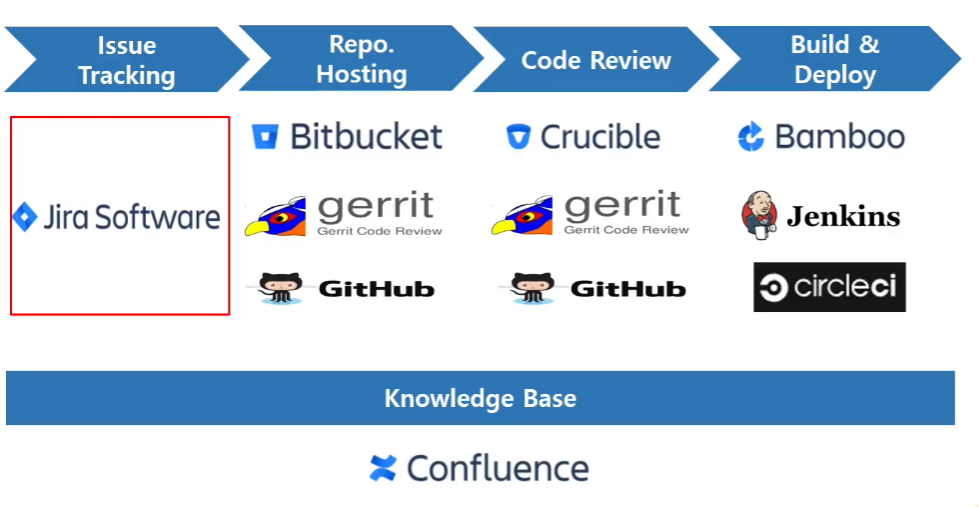 Issue
Tracking
Repo.
Hosting
Code Review
Build &
Deploy
Jira Software
Bitbucket
Crucible
Bamboo
gerrit
Gerrit Code Review
gerrit
Gerrit Code Review
Jenkins
GitHub
GitHub
circleci
Knowledge Base
Confluence